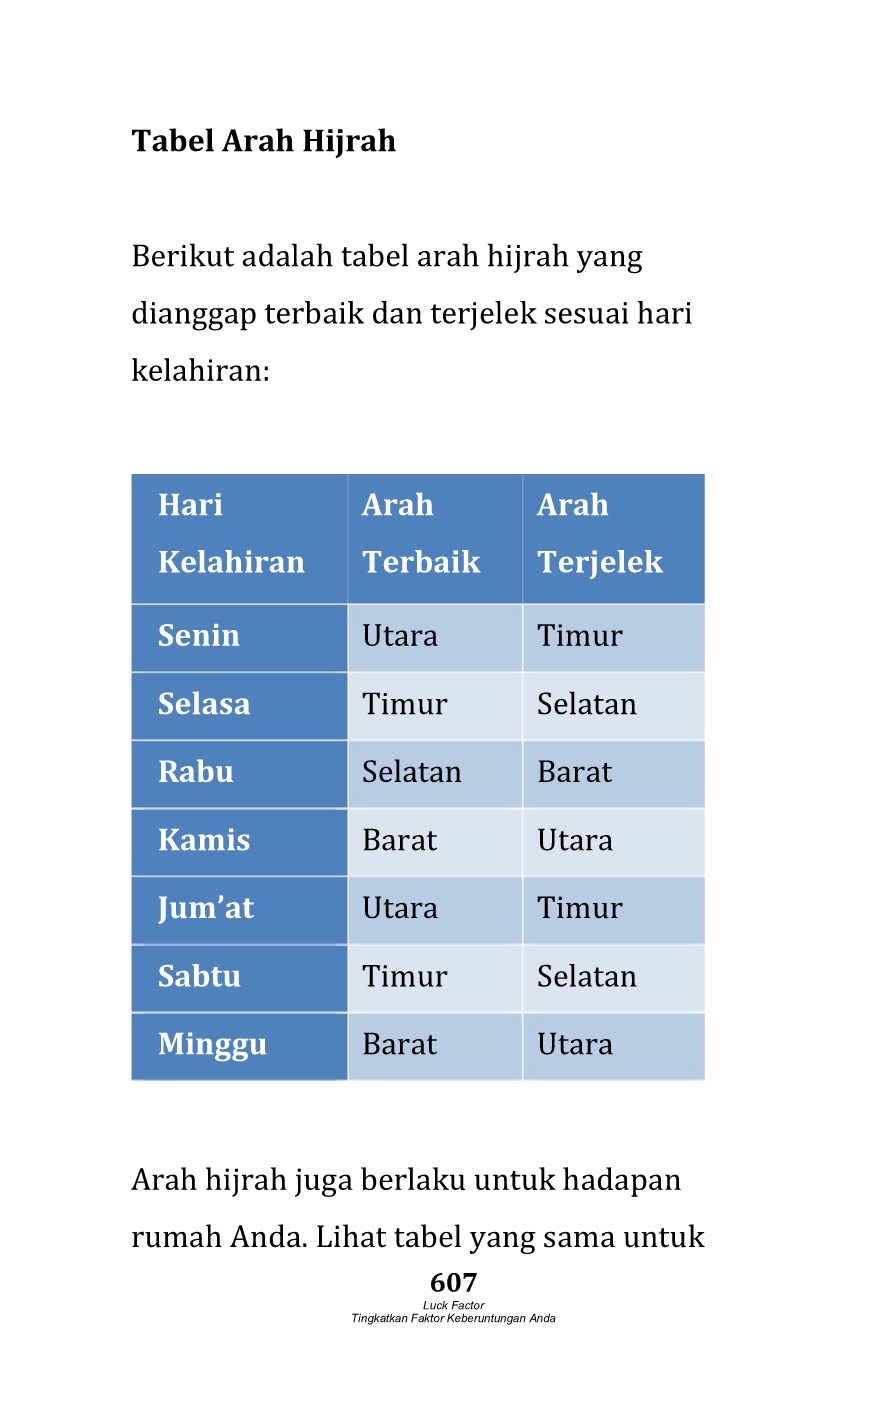 Tabel Arah Hijrah
Berikut adalah tabel arah hijrah yang
dianggap terbaik dan terjelek sesuai hari
kelahiran:
Hari Kelahiran Arah Terbaik Arah Terjelek
Senin Utara Timur
Selasa Timur Selatan
Rabu Selatan Barat
Kamis Barat Utara
Jum’at Utara Timur
Sabtu Timur Selatan
Minggu Barat Utara
Arah hijrah juga berlaku untuk hadapan
rumah Anda. Lihat tabel yang sama untuk
607
Luck Factor
Tingkatkan Faktor Keberuntungan Anda